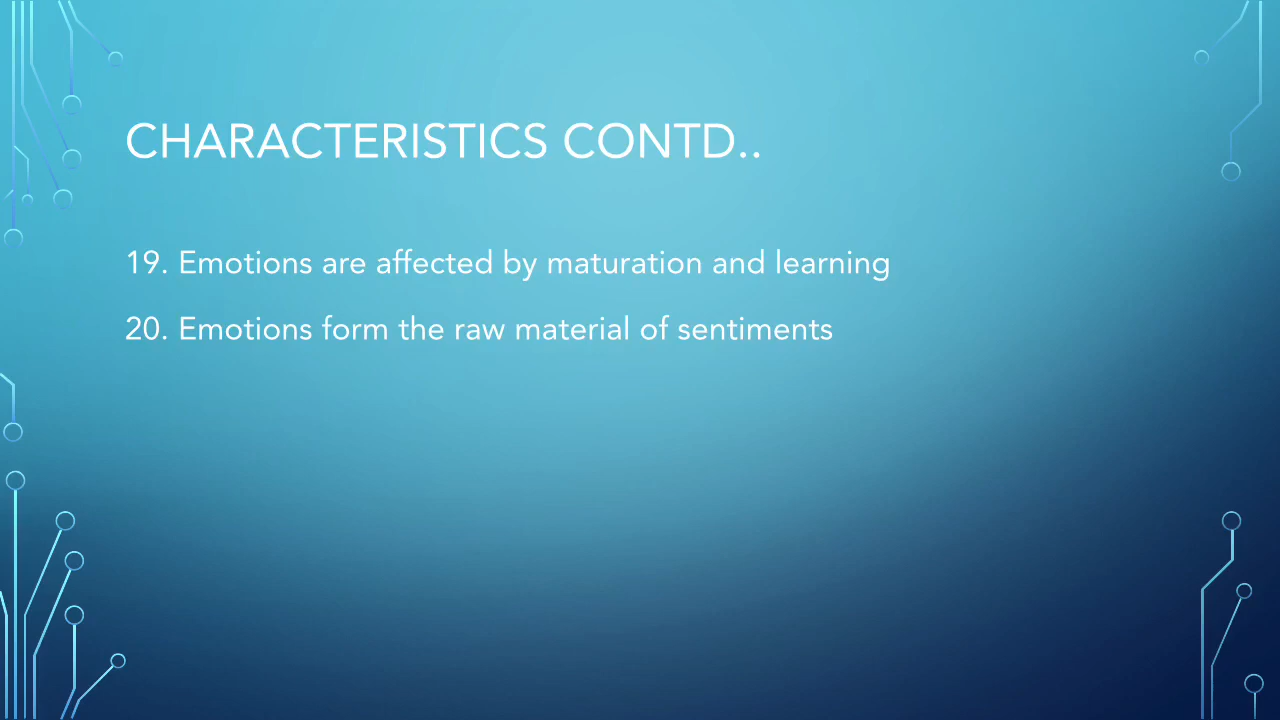 CHARACTERISTICS CONTD..
19. Emotions are affected by maturation and learning
20. Emotions form the raw material of sentiments